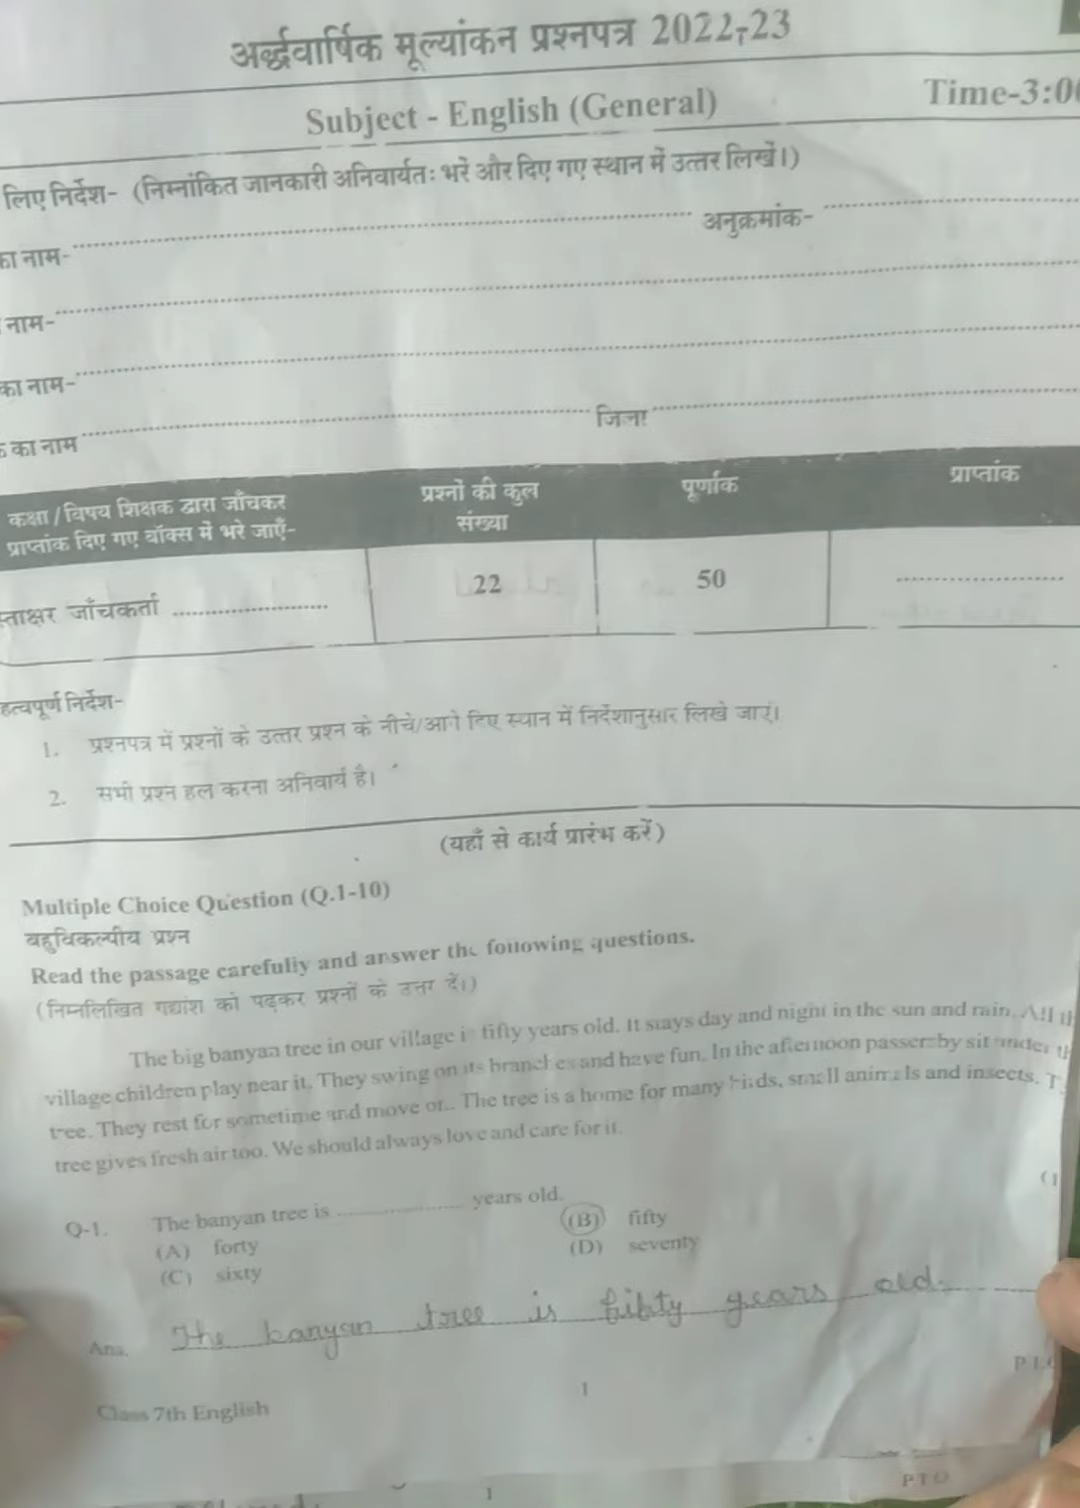 अर्द्धवार्षिक मूल्यांकन प्रश्नपत्र 2022-23
Subject - English (General) Time-3:0
लिए निर्देश- (निम्नांकित जानकारी अनिवार्यतः भरें और दिए गए स्थान में उत्तर लिखें।)
का नाम- अनुक्रमांक-
नाम-
का नाम-
का नाम जिला
कक्षा / विषय शिक्षक द्वारा जाँचकर प्राप्तांक दिए गए बॉक्स में भरे जाएँ-
प्रश्नों की कुल संख्या
पूर्णांक
प्राप्तांक
स्ताक्षर जाँचकर्ता
22
50
हत्वपूर्ण निर्देश-
1. प्रश्नपत्र में प्रश्नों के उत्तर प्रश्न के नीचे/आगे दिए स्थान में निर्देशानुसार लिखे जाएं।
2. सभी प्रश्न हल करना अनिवार्य है।
(यहाँ से कार्य प्रारंभ करें)
Multiple Choice Question (Q.1-10)
बहुविकल्पीय प्रश्न
Read the passage carefully and answer the following questions.
(निम्नलिखित गद्यांश को पढ़कर प्रश्नों के उत्तर दें।)
The big banyan tree in our village is fifty years old. It stays day and night in the sun and rain. All th
village children play near it. They swing on its branches and have fun. In the afternoon passersby sit under th
tree. They rest for sometime and move on. The tree is a home for many birds, small animals and insects. T
tree gives fresh air too. We should always love and care for it.
(1
Q-1. The banyan tree is .................... years old.
(A) forty (B) fifty
(C) sixty (D) seventy
Ans. The banyan tree is fifty years old.
P.T.O
1
Class 7th English
P T O
1